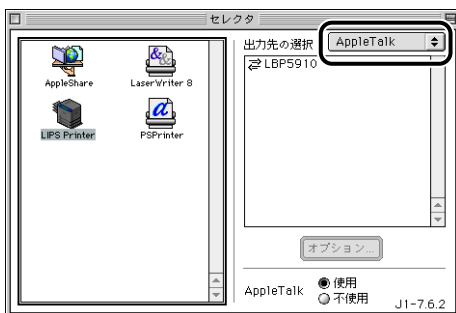 セレクタ
AppleShare
LaserWriter 8
LIPS Printer
PSPrinter
出力先の選択
AppleTalk
LBP5910
オプション...
AppleTalk
使用
不使用
J1-7.6.2